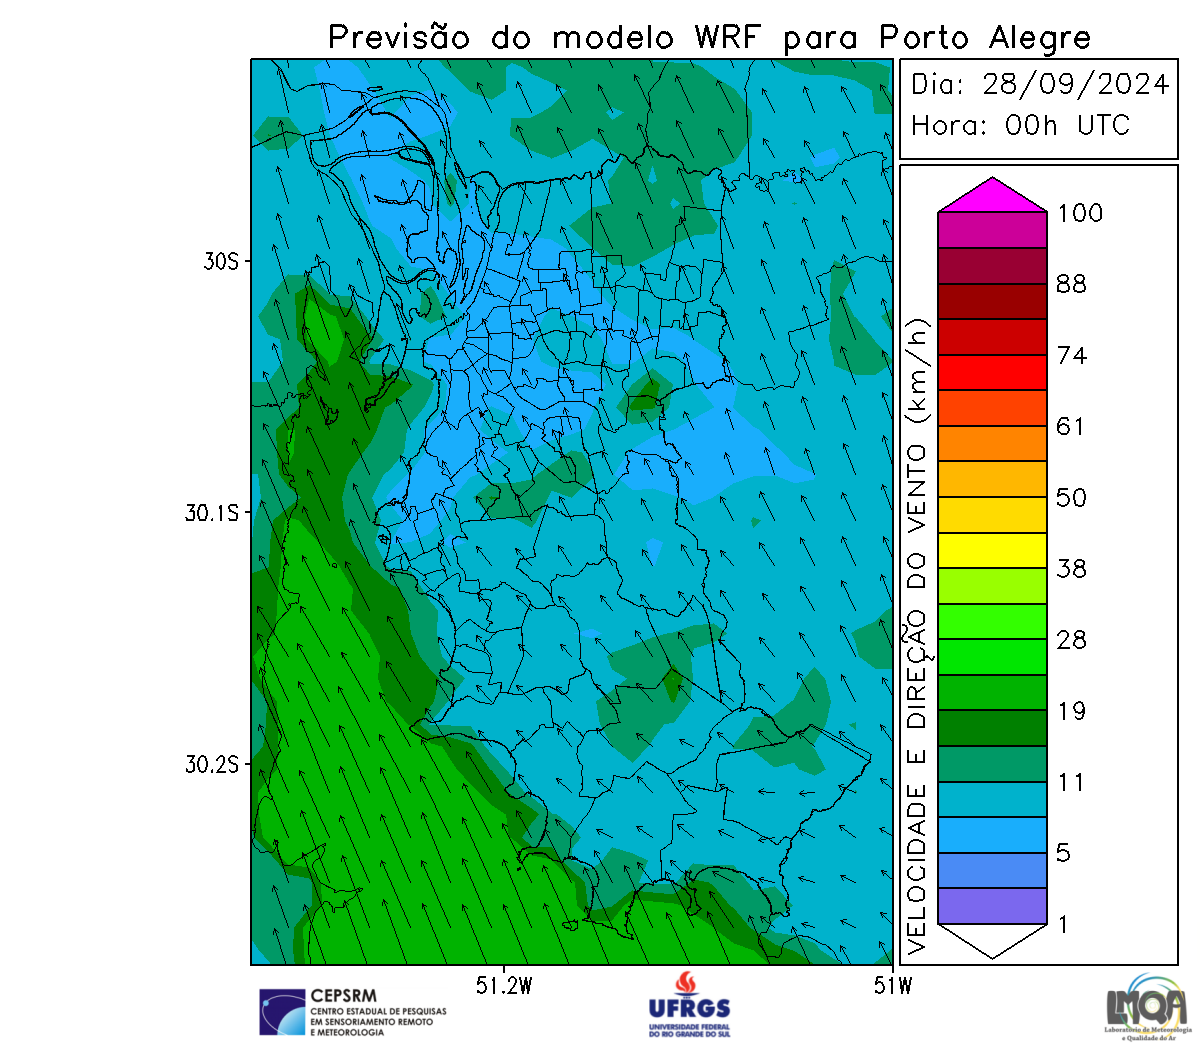 Previsão do modelo WRF para Porto Alegre
Dia: 28/09/2024
Hora: 00h UTC
30S
30.1S
30.2S
51.2W
51W
VELOCIDADE E DIREÇÃO DO VENTO (km/h)
100
88
74
61
50
38
28
19
11
5
1
CEPSRM
CENTRO ESTADUAL DE PESQUISAS
EM SENSORIAMENTO REMOTO
E METEOROLOGIA
UFRGS
UNIVERSIDADE FEDERAL
DO RIO GRANDE DO SUL
LMQA
Laboratório de Meteorologia
e Qualidade do Ar